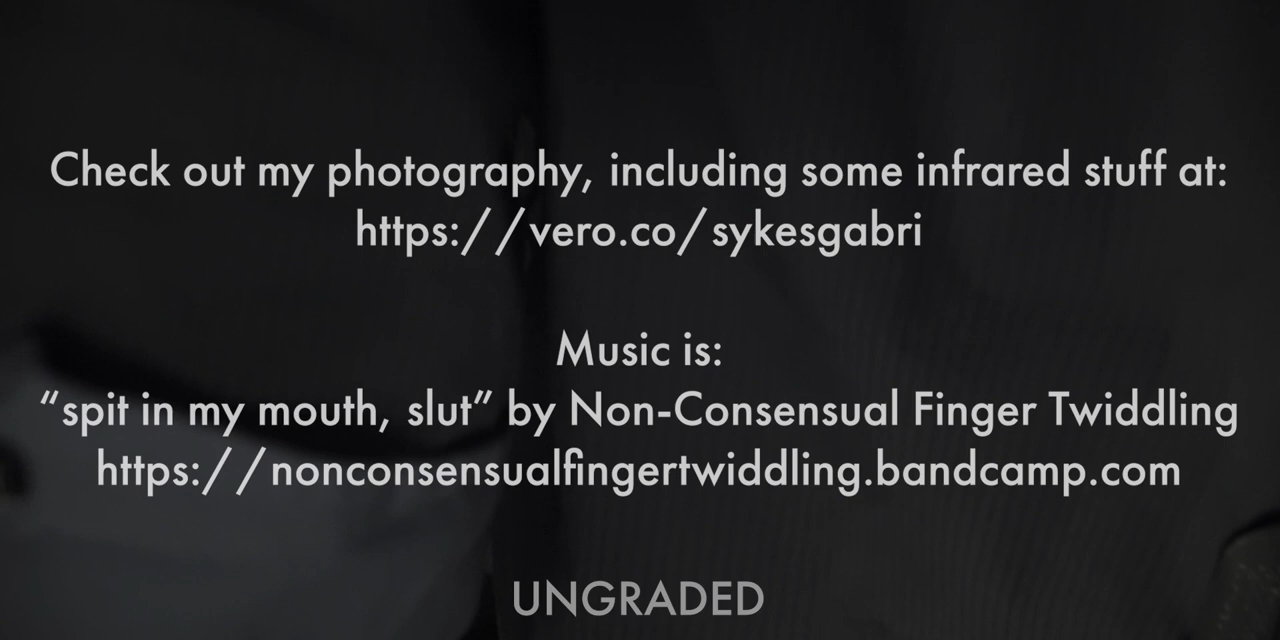 Check out my photography, including some infrared stuff at:
https://vero.co/sykesgabri
Music is:
“spit in my mouth, slut” by Non-Consensual Finger Twiddling
https://nonconsensualfingertwiddling.bandcamp.com
UNGRADED